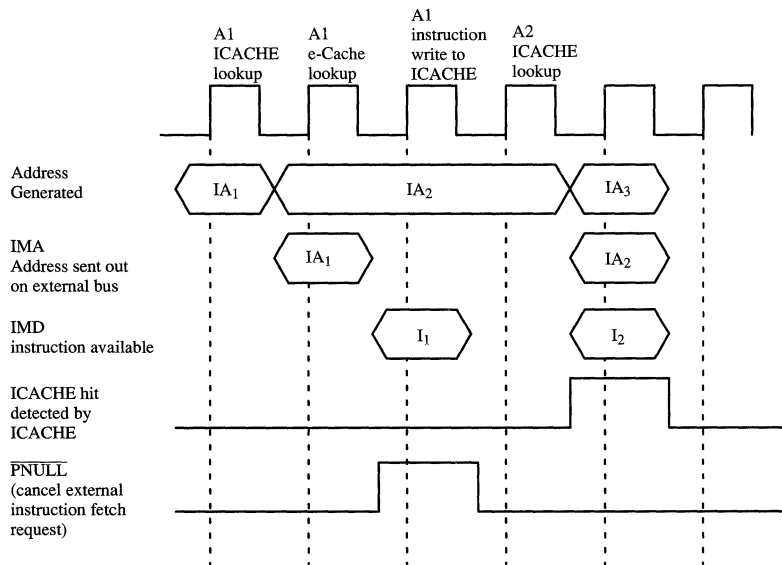 A1
ICACHE
lookup
A1
e-Cache
lookup
A1
instruction
write to
ICACHE
A2
ICACHE
lookup
Address
Generated
IA1
IA2
IA3
IMA
Address sent out
on external bus
IA1
IA2
IMD
instruction available
I1
I2
ICACHE hit
detected by
ICACHE
PNULL
(cancel external
instruction fetch
request)